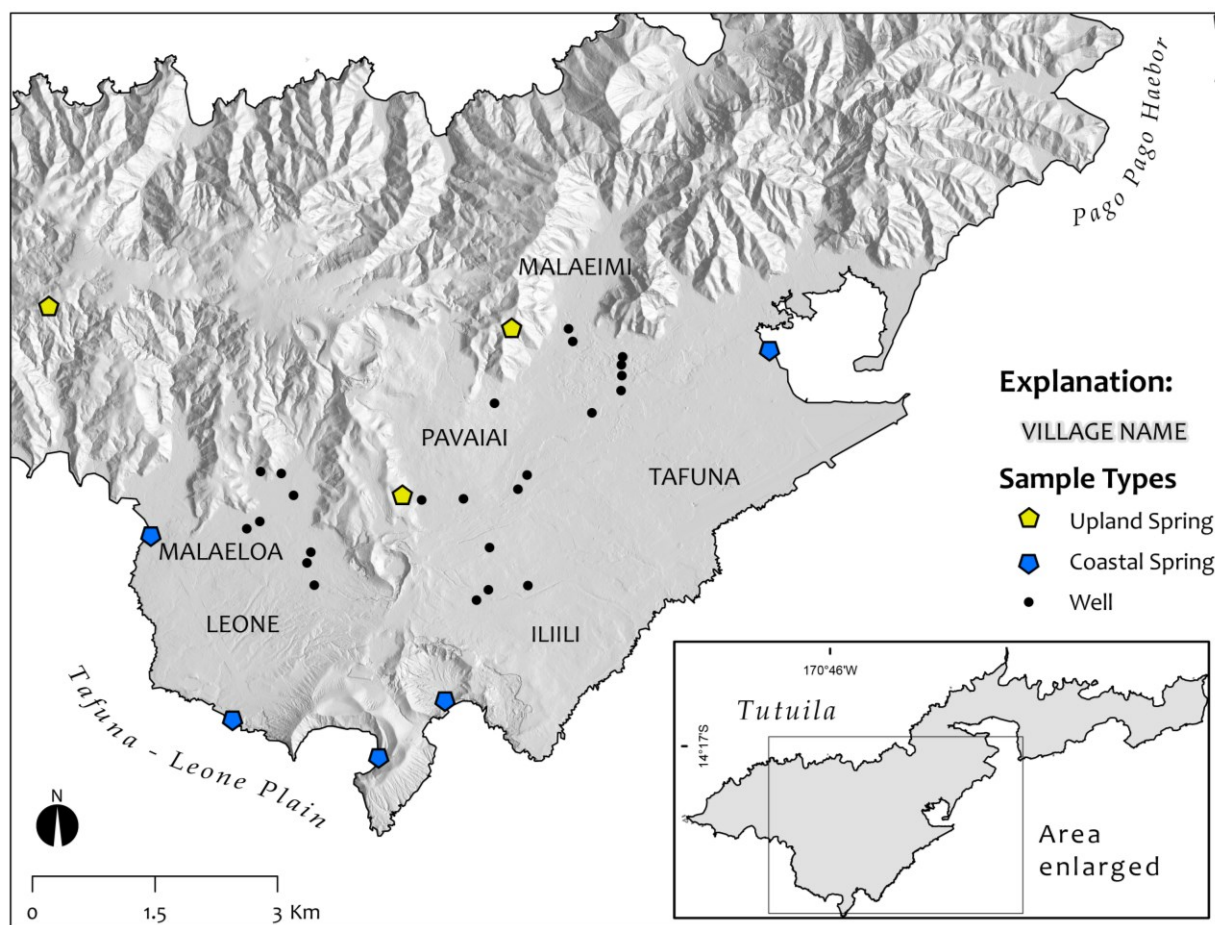 Pago Pago Haebor
MALAEIMI
PAVAIAI
TAFUNA
MALAELOA
LEONE
ILIILI
Tafuna - Leone Plain
N
0 1.5 3 Km
Explanation:
VILLAGE NAME
Sample Types
Upland Spring
Coastal Spring
Well
170°46'W
Tutuila
14°17'S
Area
enlarged